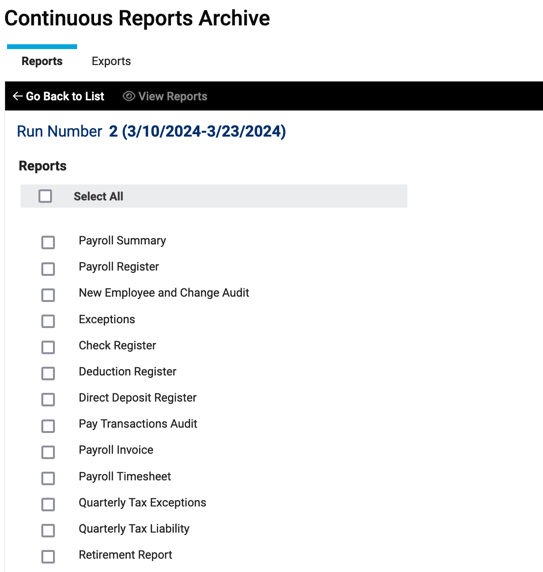 Continuous Reports Archive
Reports Exports
Go Back to List View Reports
Run Number 2 (3/10/2024-3/23/2024)
Reports
Select All
Payroll Summary
Payroll Register
New Employee and Change Audit
Exceptions
Check Register
Deduction Register
Direct Deposit Register
Pay Transactions Audit
Payroll Invoice
Payroll Timesheet
Quarterly Tax Exceptions
Quarterly Tax Liability
Retirement Report